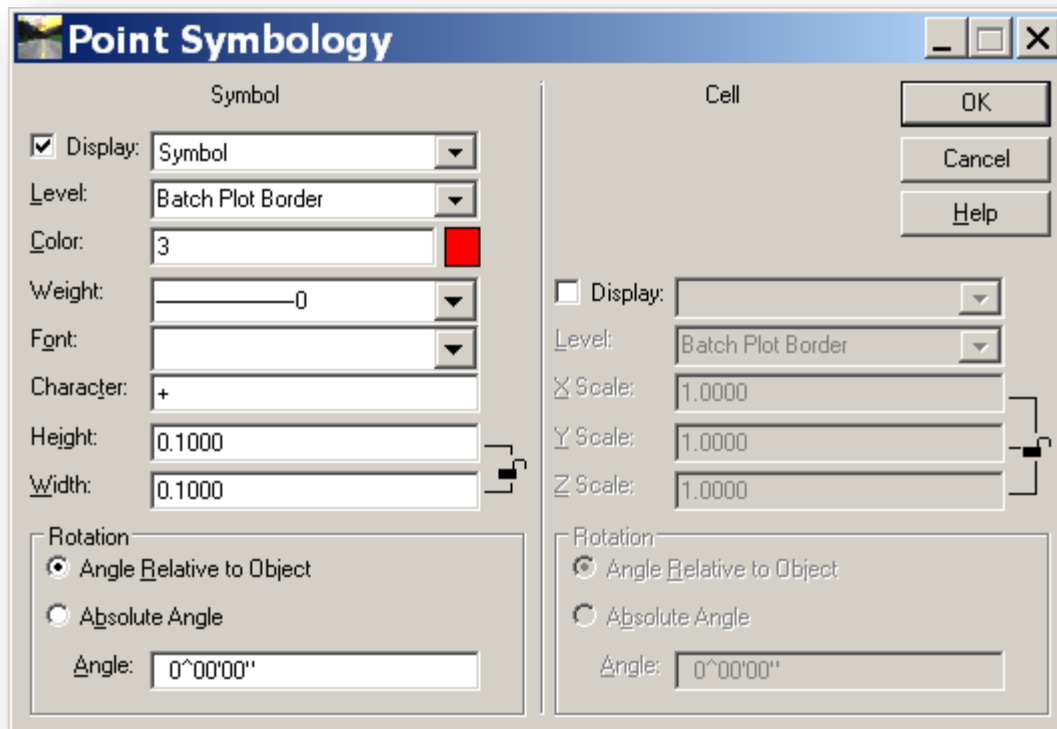 Point Symbology
Symbol
Display: Symbol
Level: Batch Plot Border
Color: 3
Weight: 0
Font:
Character: +
Height: 0.1000
Width: 0.1000
Rotation
Angle Relative to Object
Absolute Angle
Angle: 0^00'00"
Cell
Display:
Level: Batch Plot Border
X Scale: 1.0000
Y Scale: 1.0000
Z Scale: 1.0000
Rotation
Angle Relative to Object
Absolute Angle
Angle: 0^00'00"
OK
Cancel
Help